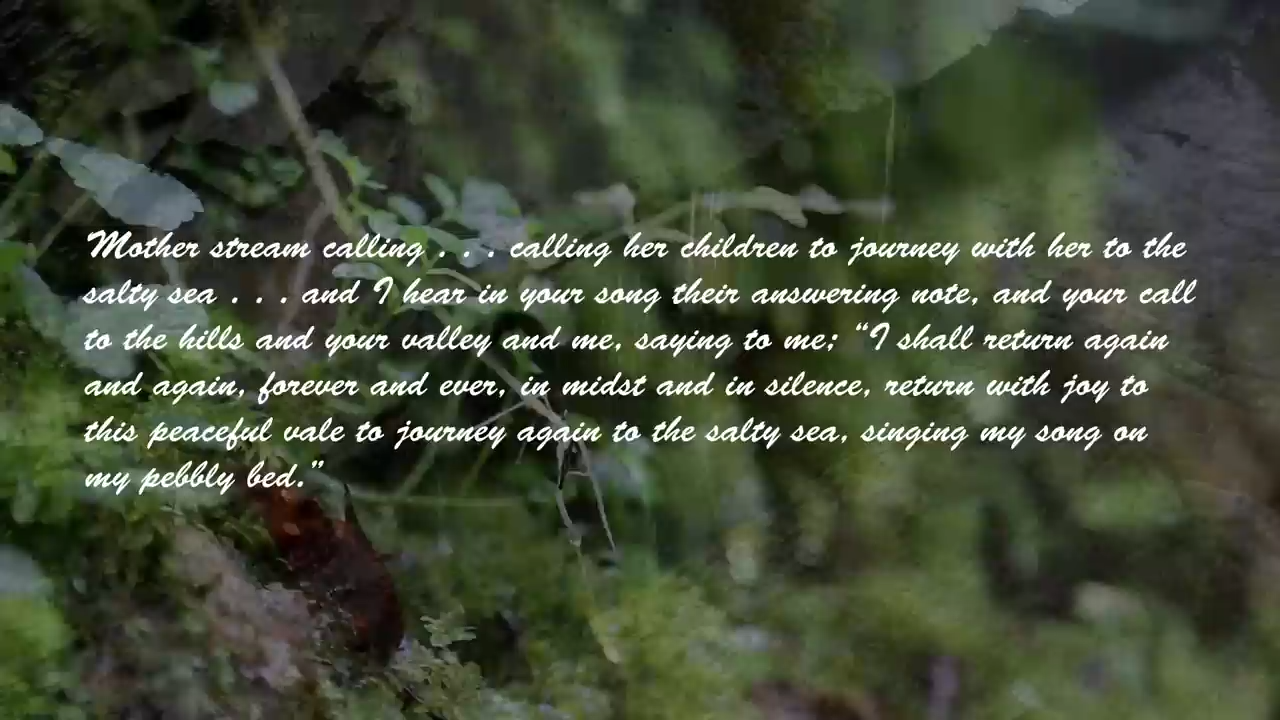 Mother stream calling . . . calling her children to journey with her to the
salty sea . . . and I hear in your song their answering note, and your call
to the hills and your valley and me, saying to me; “I shall return again
and again, forever and ever, in midst and in silence, return with joy to
this peaceful vale to journey again to the salty sea, singing my song on
my pebbly bed.”